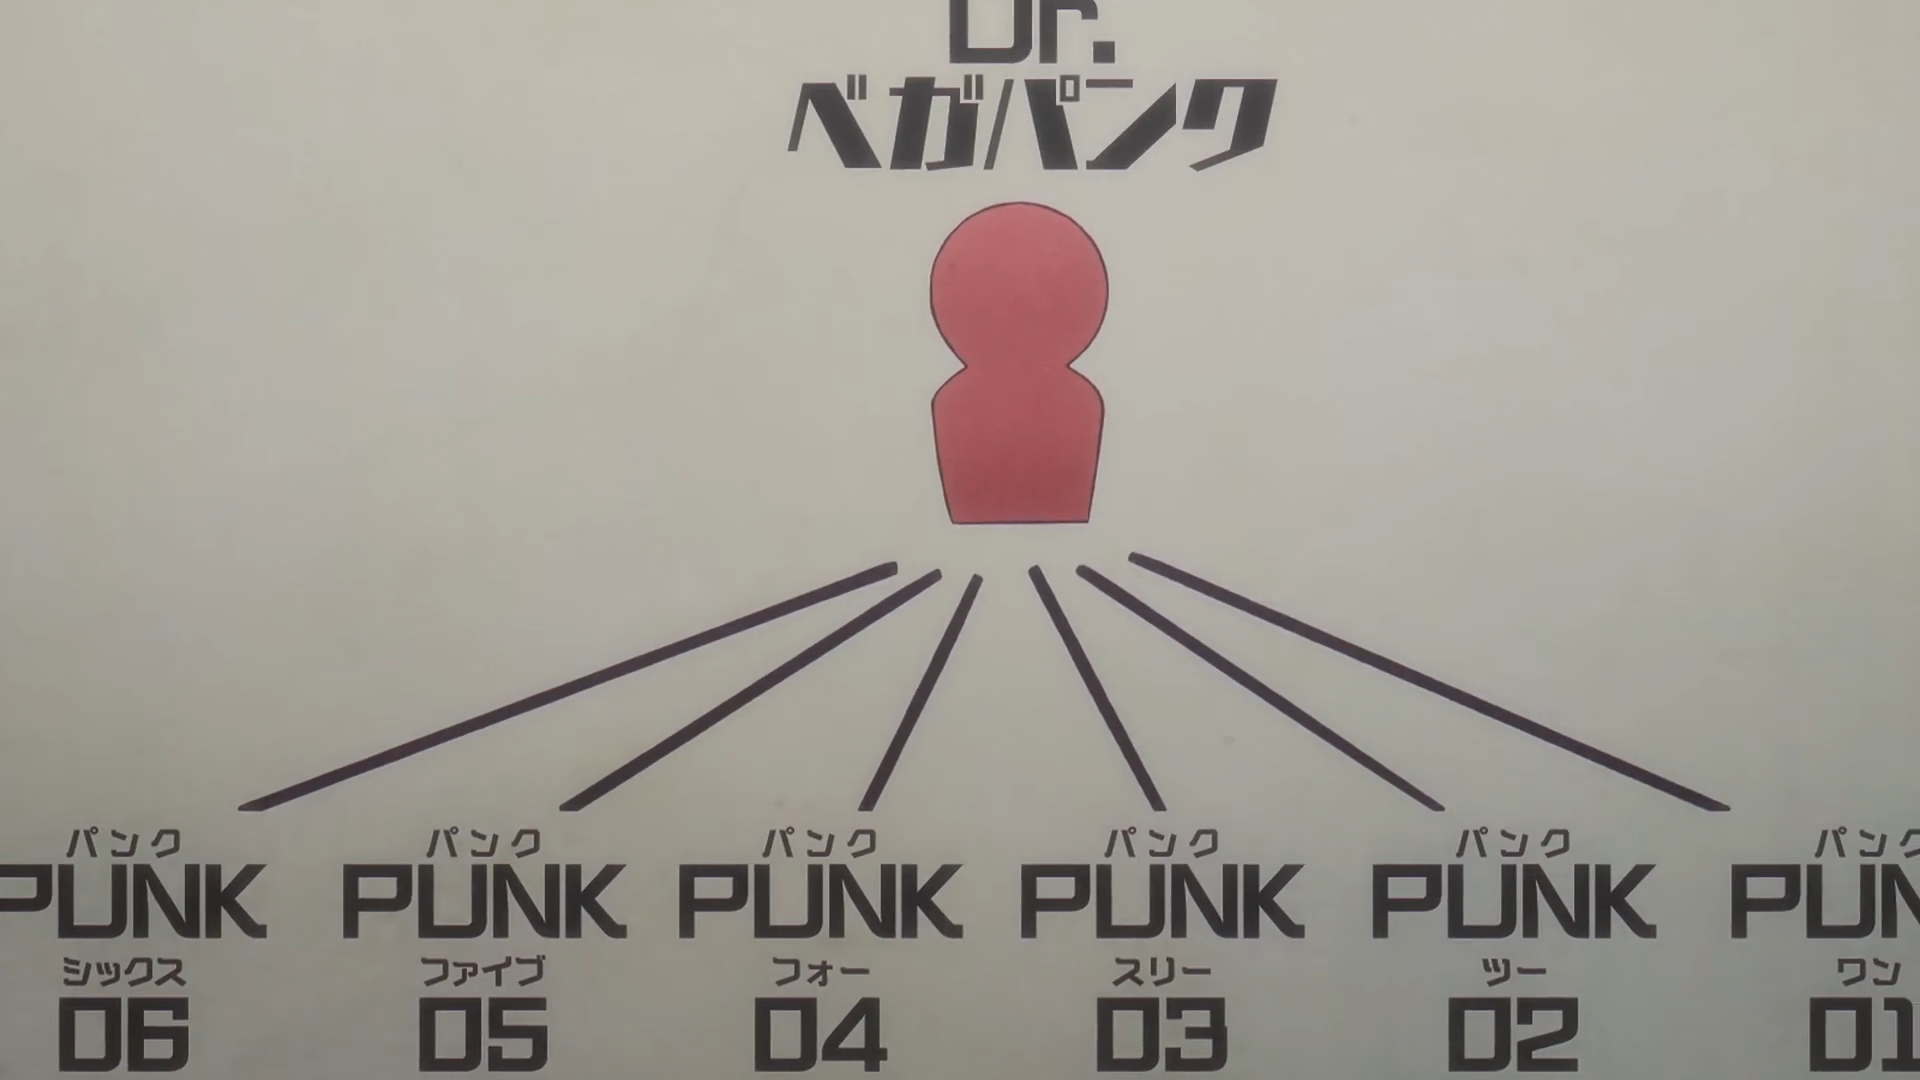 Dr.
ベガパンク
パンク パンク パンク パンク パンク パンク
PUNK PUNK PUNK PUNK PUNK PUN
シックス ファイブ フォー スリー ツー ワン
06 05 04 03 02 01